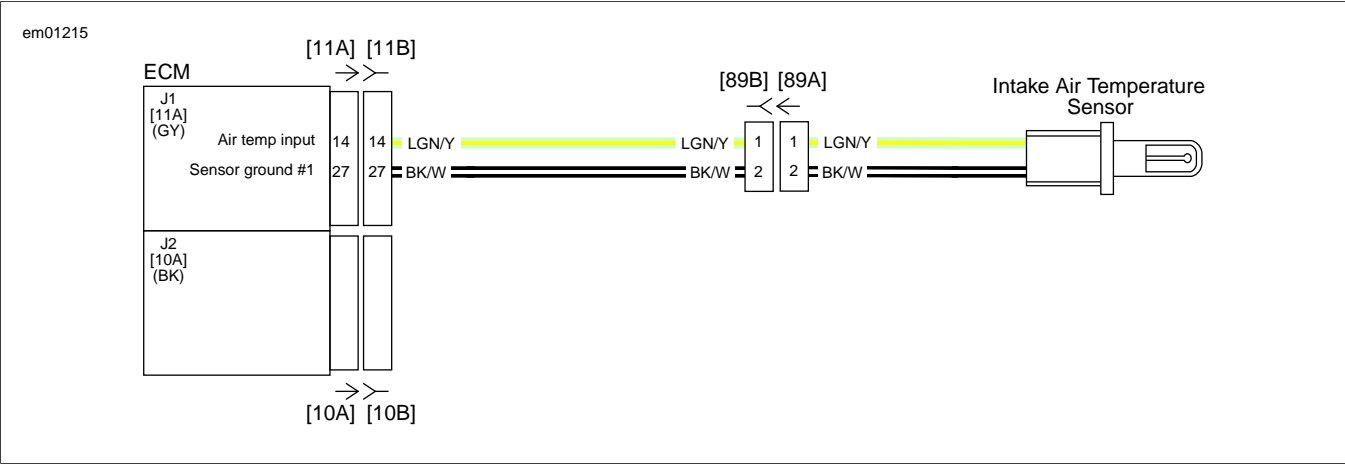 em01215
[11A] [11B]
ECM
[89B] [89A]
Intake Air Temperature
Sensor
J1
[11A]
(GY)
Air temp input 14 14 LGN/Y LGN/Y 1 1 LGN/Y
Sensor ground #1 27 27 BK/W BK/W 2 2 BK/W
J2
[10A]
(BK)
[10A] [10B]